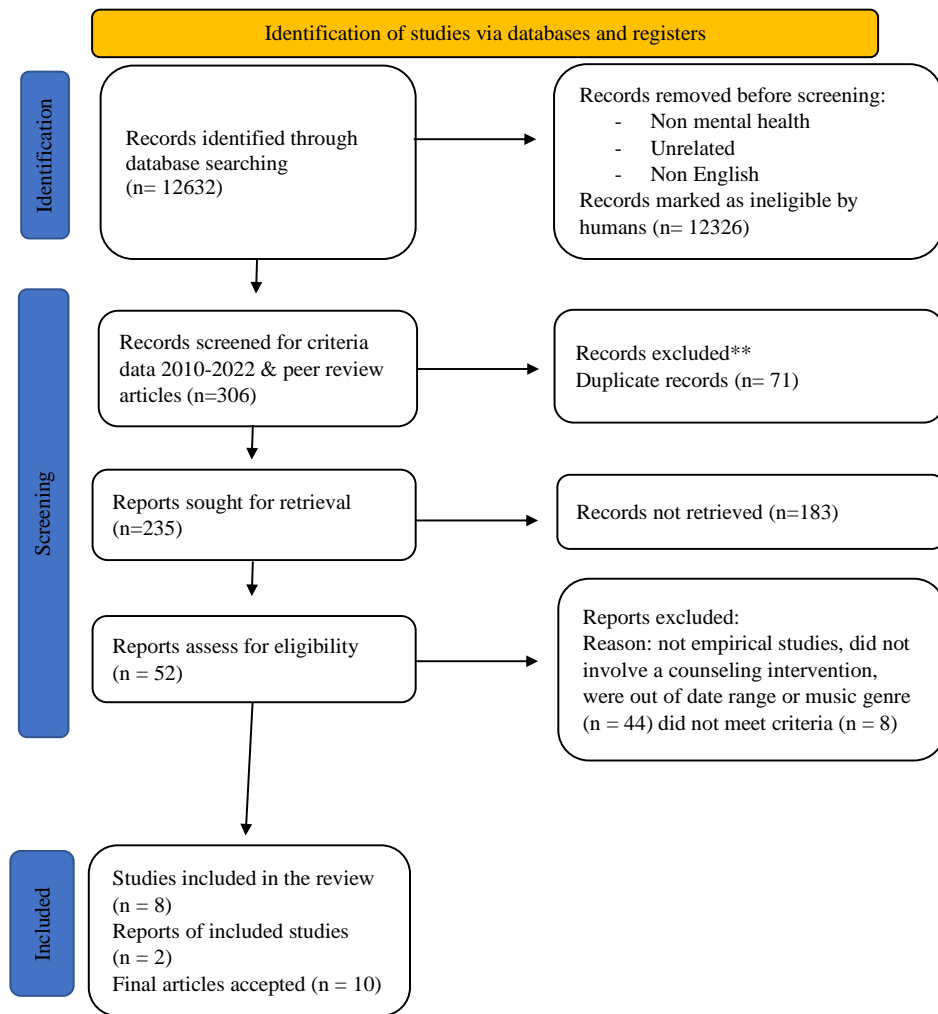 Identification of studies via databases and registers
Identification
Records identified through
database searching
(n= 12632)
Records removed before screening:
- Non mental health
- Unrelated
- Non English
Records marked as ineligible by
humans (n= 12326)
Screening
Records screened for criteria
data 2010-2022 & peer review
articles (n=306)
Records excluded**
Duplicate records (n= 71)
Reports sought for retrieval
(n=235)
Records not retrieved (n=183)
Reports assess for eligibility
(n = 52)
Reports excluded:
Reason: not empirical studies, did not
involve a counseling intervention,
were out of date range or music genre
(n = 44) did not meet criteria (n = 8)
Included
Studies included in the review
(n = 8)
Reports of included studies
(n = 2)
Final articles accepted (n = 10)